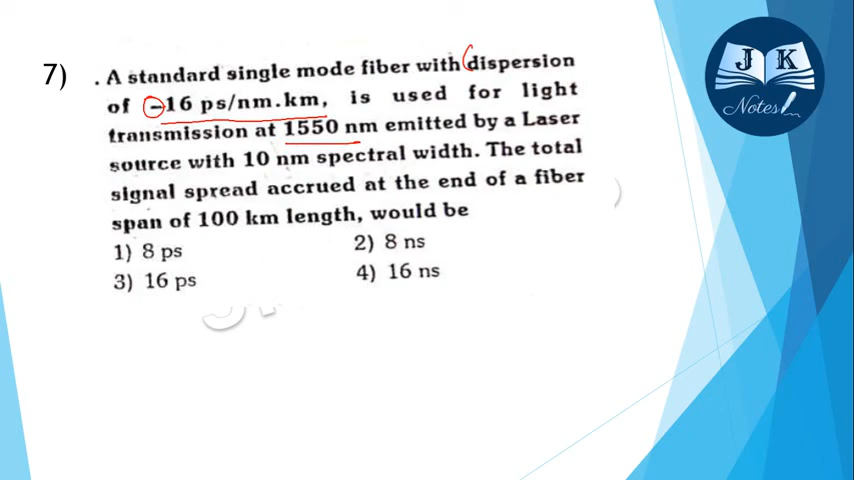 7)
. A standard single mode fiber with dispersion
of -16 ps/nm.km, is used for light
transmission at 1550 nm emitted by a Laser
source with 10 nm spectral width. The total
signal spread accrued at the end of a fiber
span of 100 km length, would be
1) 8 ps
2) 8 ns
3) 16 ps
4) 16 ns
J K
Notes